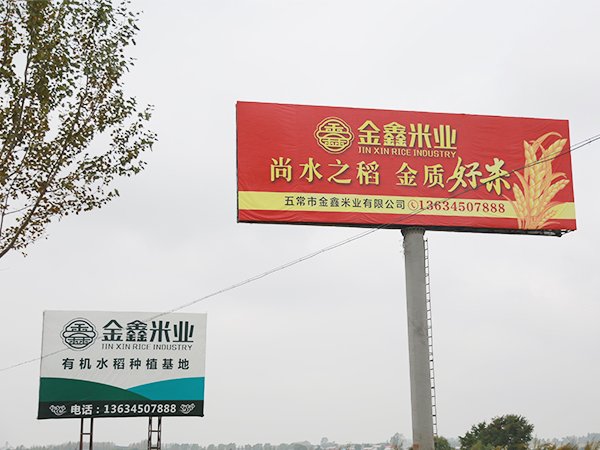 金鑫米业
JIN XIN RICE INDUSTRY
尚水之稻 金质好米
五常市金鑫米业有限公司 13634507888
金鑫米业
JIN XIN RICE INDUSTRY
有机水稻种植基地
电话：13634507888